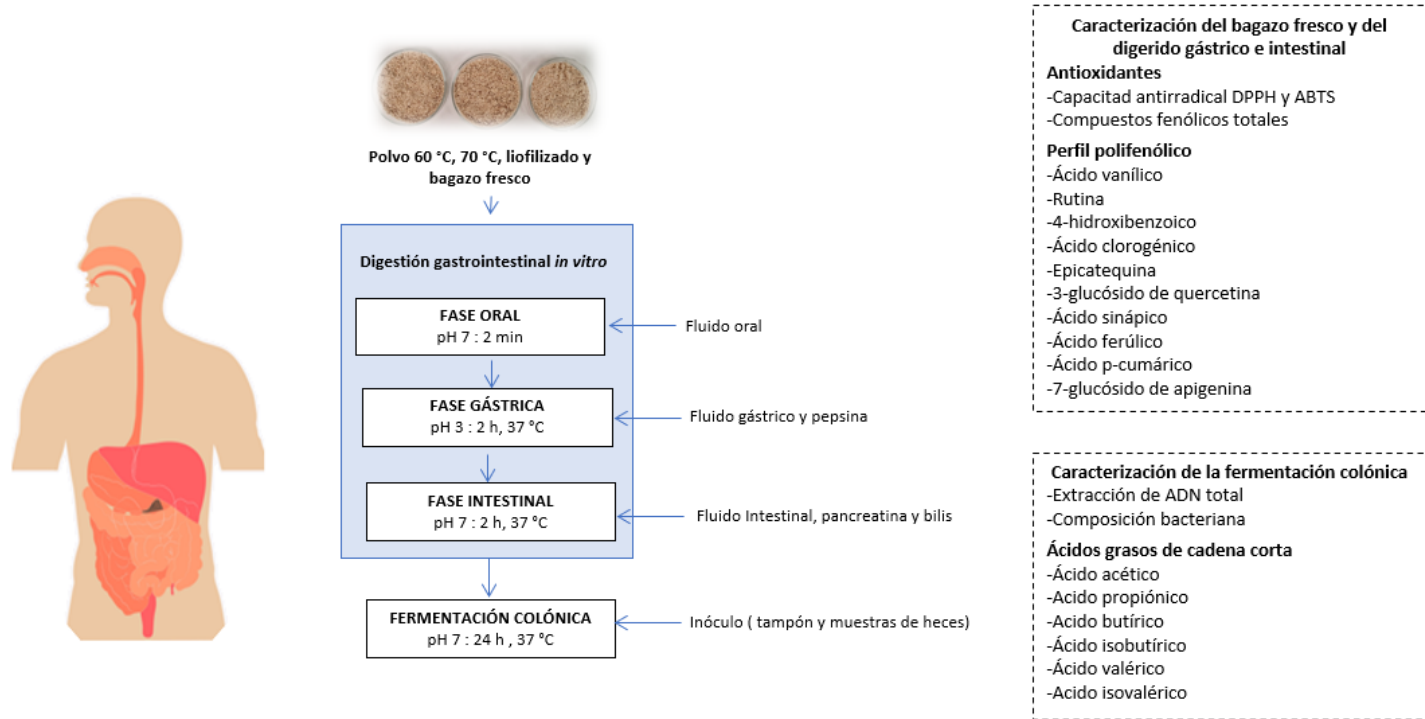 Polvo 60 °C, 70 °C, liofilizado y
bagazo fresco
Digestión gastrointestinal in vitro
FASE ORAL
pH 7 : 2 min
Fluido oral
FASE GÁSTRICA
pH 3 : 2 h, 37 °C
Fluido gástrico y pepsina
FASE INTESTINAL
pH 7 : 2 h, 37 °C
Fluido Intestinal, pancreatina y bilis
FERMENTACIÓN COLÓNICA
pH 7 : 24 h , 37 °C
Inóculo ( tampón y muestras de heces)
Caracterización del bagazo fresco y del
digerido gástrico e intestinal
Antioxidantes
-Capacitad antirradical DPPH y ABTS
-Compuestos fenólicos totales
Perfil polifenólico
-Ácido vanílico
-Rutina
-4-hidroxibenzoico
-Ácido clorogénico
-Epicatequina
-3-glucósido de quercetina
-Ácido sinápico
-Ácido ferúlico
-Ácido p-cumárico
-7-glucósido de apigenina
Caracterización de la fermentación colónica
-Extracción de ADN total
-Composición bacteriana
Ácidos grasos de cadena corta
-Ácido acético
-Acido propiónico
-Acido butírico
-Ácido isobutírico
-Ácido valérico
-Acido isovalérico